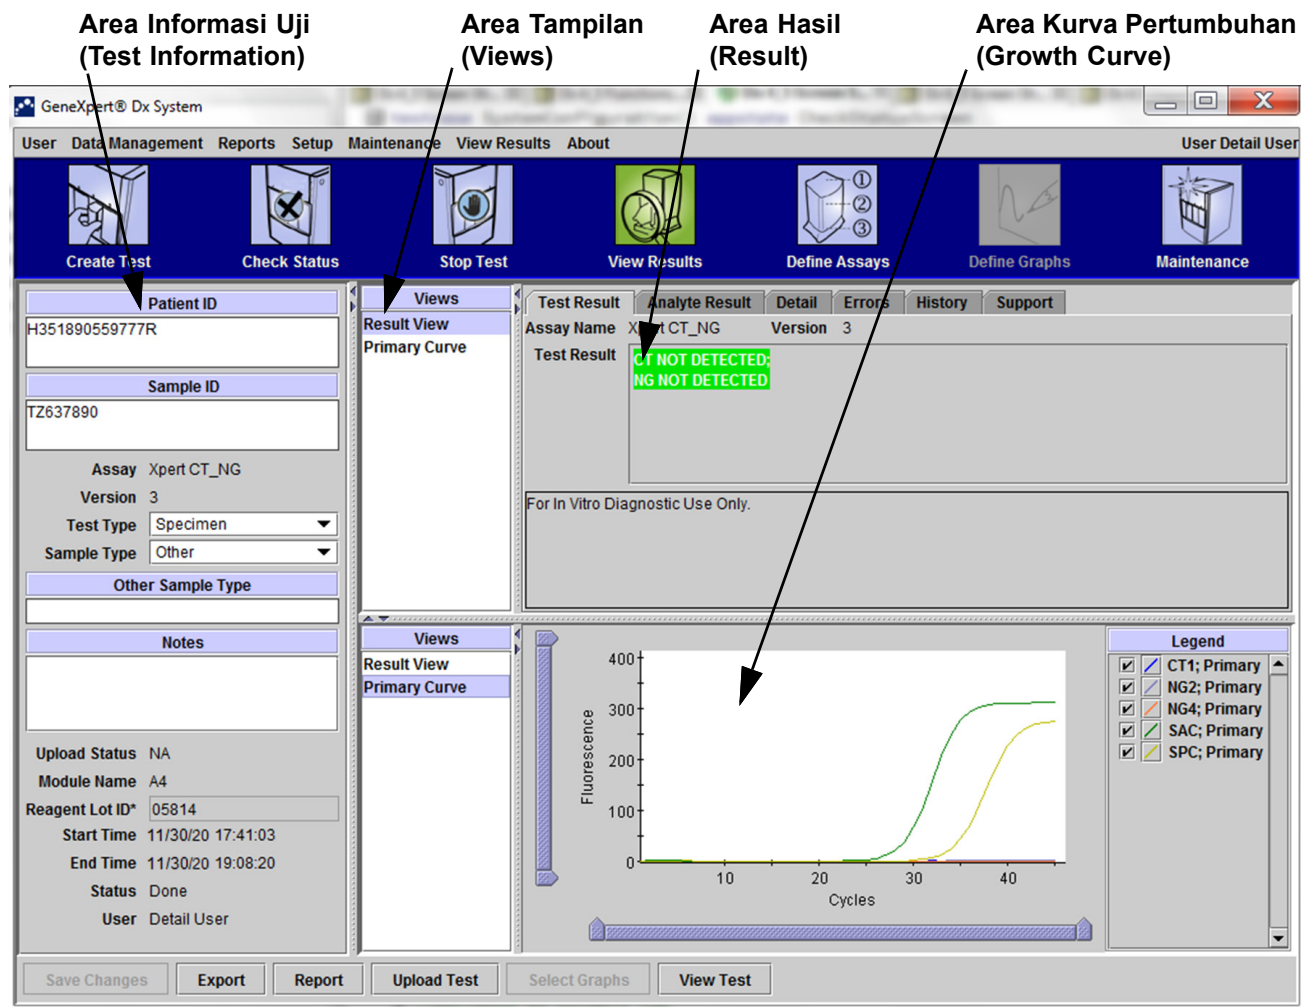 Area Informasi Uji
(Test Information)
Area Tampilan
(Views)
Area Hasil
(Result)
Area Kurva Pertumbuhan
(Growth Curve)
GeneXpert® Dx System
User Data Management Reports Setup Maintenance View Results About
User Detail User
Create Test
Check Status
Stop Test
View Results
① ② ③
Define Assays
Define Graphs
Maintenance
Patient ID
H351890559777R
Sample ID
TZ637890
Assay Xpert CT_NG
Version 3
Test Type Specimen
Sample Type Other
Other Sample Type
Notes
Upload Status NA
Module Name A4
Reagent Lot ID* 05814
Start Time 11/30/20 17:41:03
End Time 11/30/20 19:08:20
Status Done
User Detail User
Views
Result View
Primary Curve
Test Result Analyte Result Detail Errors History Support
Assay Name Xpert CT_NG Version 3
Test Result
CT NOT DETECTED;
NG NOT DETECTED
For In Vitro Diagnostic Use Only.
Views
Result View
Primary Curve
Fluorescence
400
300
200
100
0
10 20 30 40
Cycles
Legend
CT1; Primary
NG2; Primary
NG4; Primary
SAC; Primary
SPC; Primary
Save Changes Export Report Upload Test Select Graphs View Test